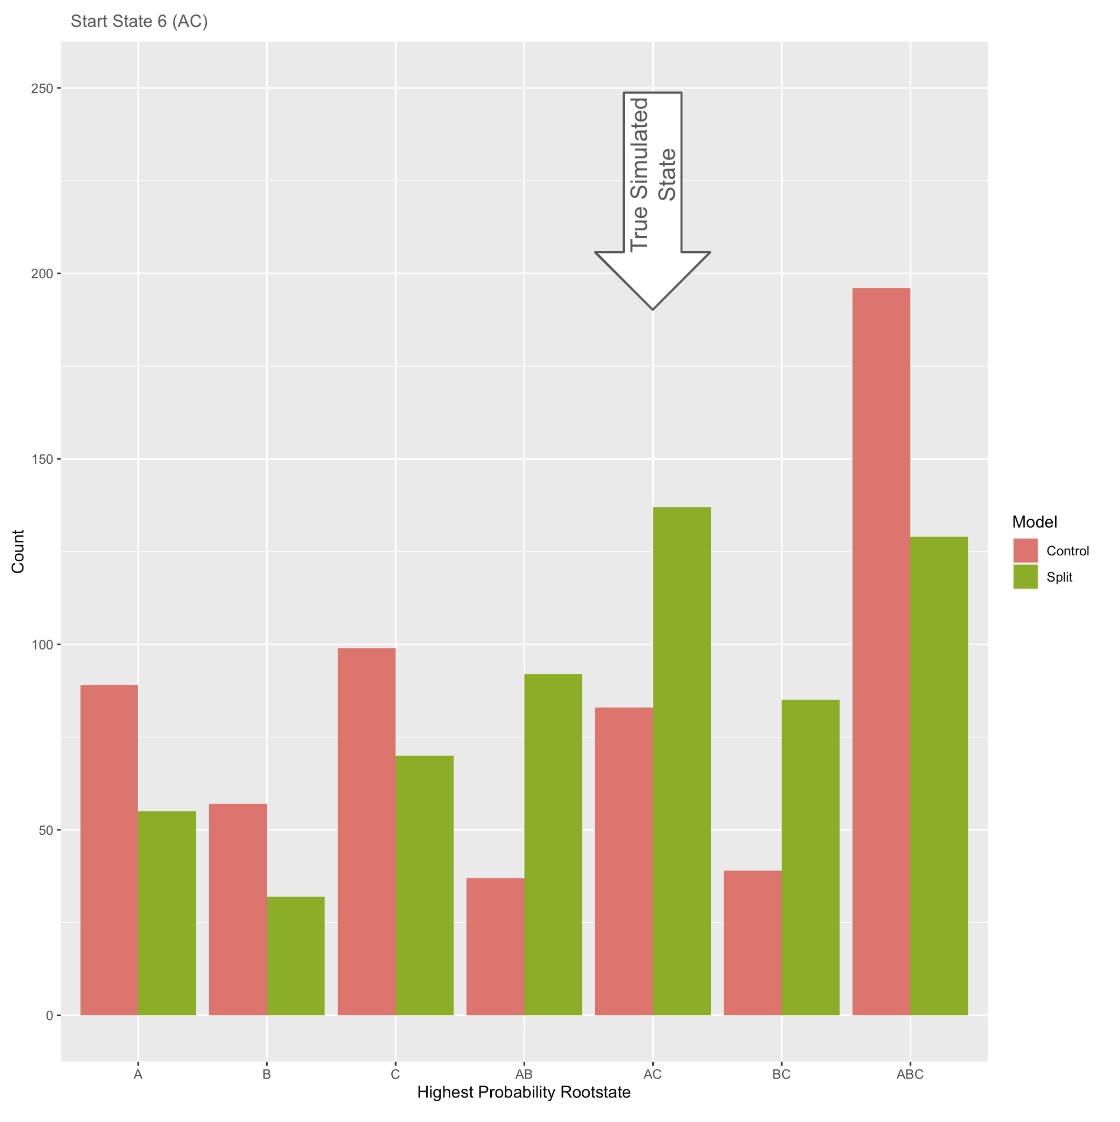 Start State 6 (AC)
250
200
150
100
50
0
Count
True Simulated
State
A
B
C
AB
AC
BC
ABC
Highest Probability Rootstate
Model
Control
Split